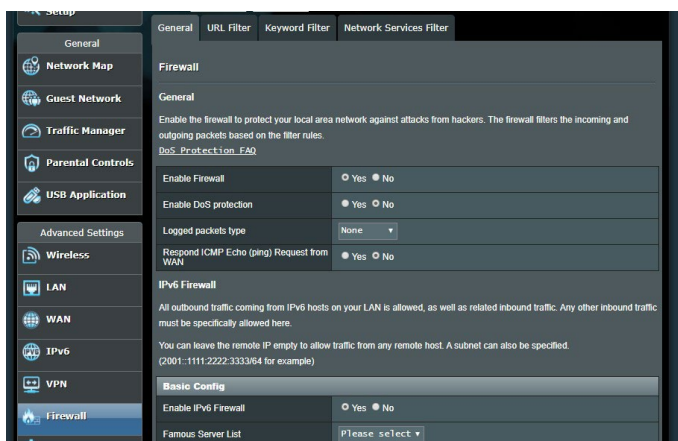 Setup
General
Network Map
Guest Network
Traffic Manager
Parental Controls
USB Application
Advanced Settings
Wireless
LAN
WAN
IPv6
VPN
Firewall
General
URL Filter
Keyword Filter
Network Services Filter
Firewall
General
Enable the firewall to protect your local area network against attacks from hackers. The firewall filters the incoming and
outgoing packets based on the filter rules.
DoS Protection FAQ
Enable Firewall
Yes No
Enable DoS protection
Yes No
Logged packets type
None
Respond ICMP Echo (ping) Request from
WAN
Yes No
IPv6 Firewall
All outbound traffic coming from IPv6 hosts on your LAN is allowed, as well as related inbound traffic. Any other inbound traffic
must be specifically allowed here.
You can leave the remote IP empty to allow traffic from any remote host. A subnet can also be specified.
(2001::1111:2222:3333/64 for example)
Basic Config
Enable IPv6 Firewall
Yes No
Famous Server List
Please select